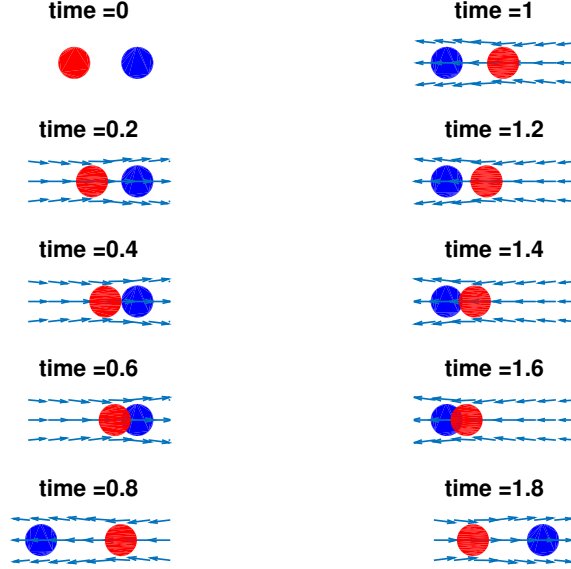 time =0
time =1
time =0.2
time =1.2
time =0.4
time =1.4
time =0.6
time =1.6
time =0.8
time =1.8